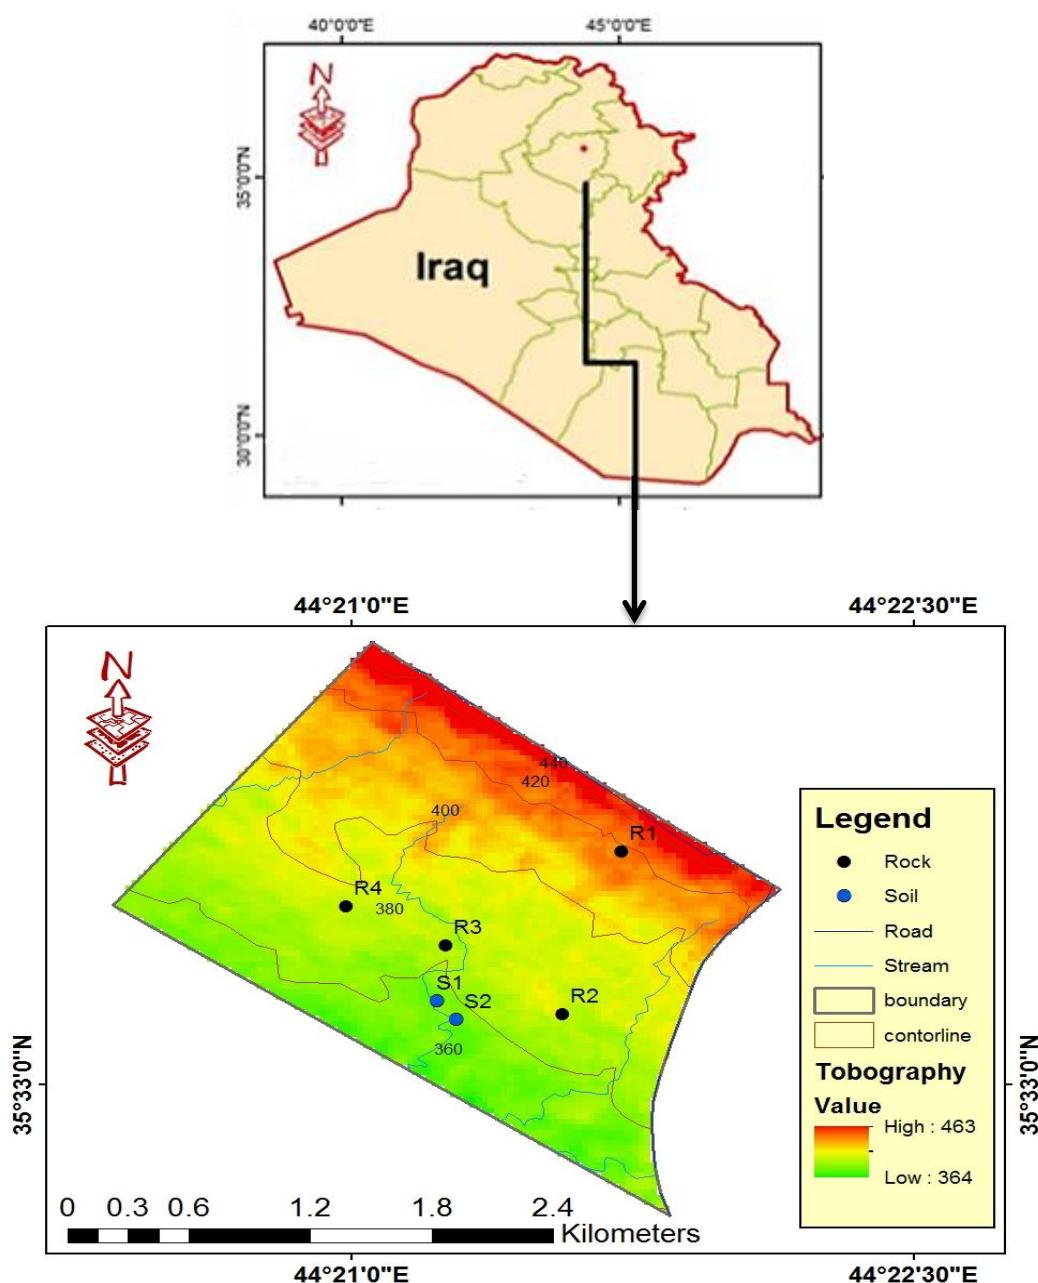 40°0'0"E 45°0'0"E
N
35°0'0"N
Iraq
30°0'0"N
44°21'0"E 44°22'30"E
N
440
420
400
R1
R4
380
R3
S1
S2
R2
360
35°33'0"N 35°33'0"N
Legend
Rock
Soil
Road
Stream
boundary
contorline
Tobography
Value
High : 463
Low : 364
0 0.3 0.6 1.2 1.8 2.4
Kilometers
44°21'0"E 44°22'30"E